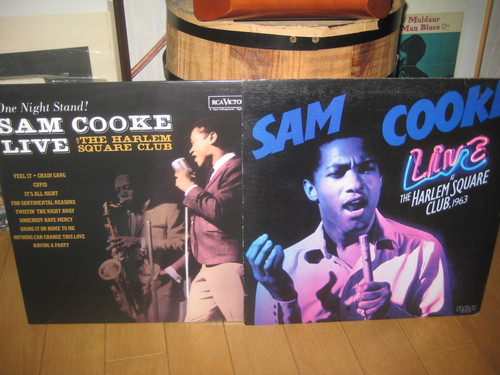 One Night Stand!
SAM COOKE
LIVE AT THE HARLEM
SQUARE CLUB
RCA VICTOR
FEEL IT • CHAIN GANG
CUPID
IT'S ALL RIGHT
FOR SENTIMENTAL REASONS
TWISTIN' THE NIGHT AWAY
SOMEBODY HAVE MERCY
BRING IT ON HOME TO ME
NOTHING CAN CHANGE THIS LOVE
HAVING A PARTY
SAM COOKE
Live
AT
THE HARLEM SQUARE
CLUB, 1963
Muldaur
Man Blues